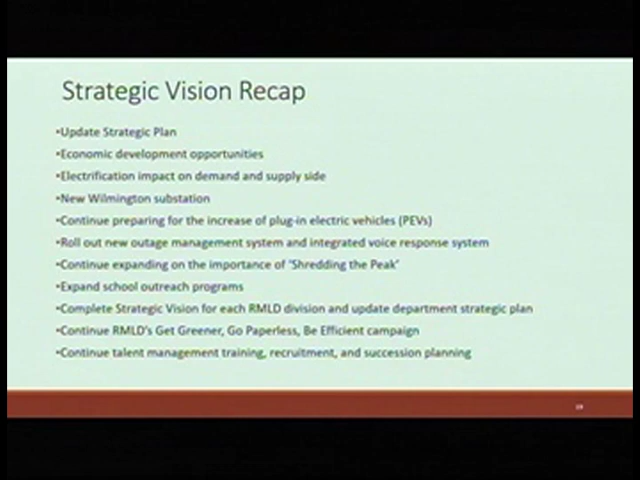 Strategic Vision Recap
•Update Strategic Plan
•Economic development opportunities
•Electrification impact on demand and supply side
•New Wilmington substation
•Continue preparing for the increase of plug-in electric vehicles (PEVs)
•Roll out new outage management system and integrated voice response system
•Continue expanding on the importance of 'Shredding the Peak'
•Expand school outreach programs
•Complete Strategic Vision for each RMLD division and update department strategic plan
•Continue RMLD's Get Greener, Go Paperless, Be Efficient campaign
•Continue talent management training, recruitment, and succession planning